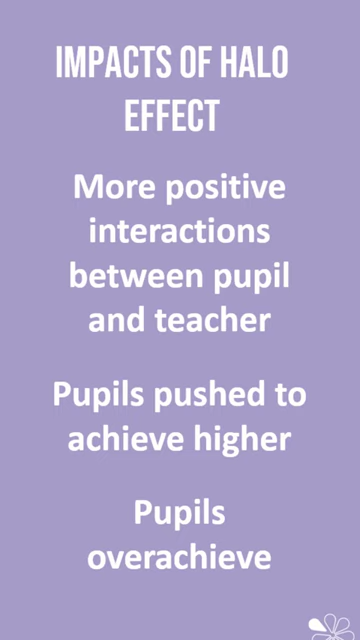 IMPACTS OF HALO
EFFECT
More positive
interactions
between pupil
and teacher
Pupils pushed to
achieve higher
Pupils
overachieve